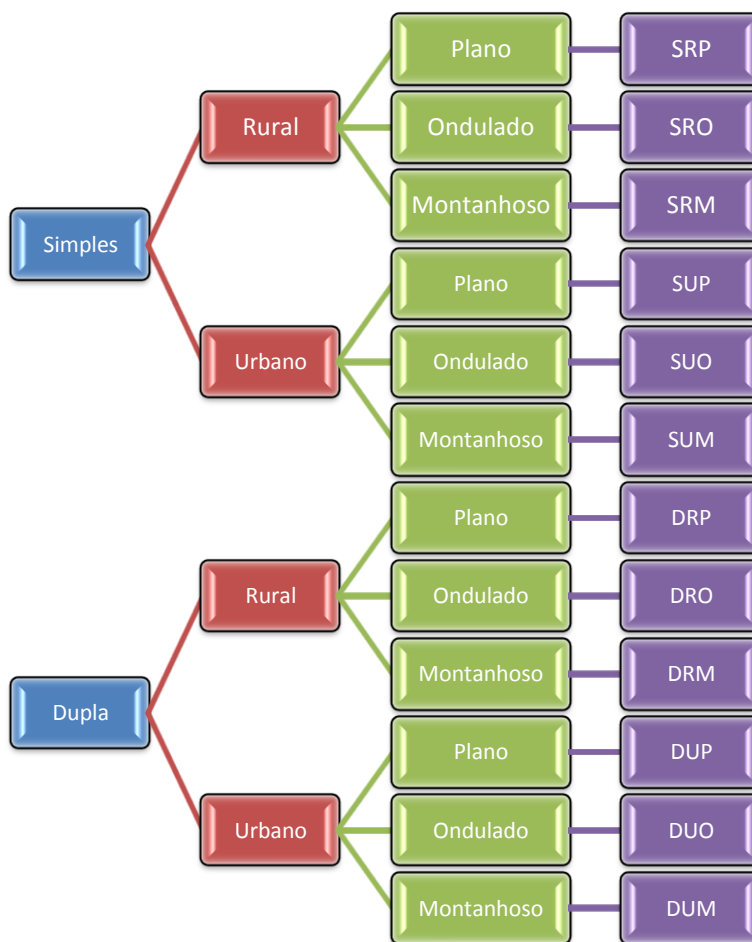 Plano
SRP
Rural
Ondulado
SRO
Montanhoso
SRM
Simples
Plano
SUP
Urbano
Ondulado
SUO
Montanhoso
SUM
Plano
DRP
Rural
Ondulado
DRO
Montanhoso
DRM
Dupla
Plano
DUP
Urbano
Ondulado
DUO
Montanhoso
DUM